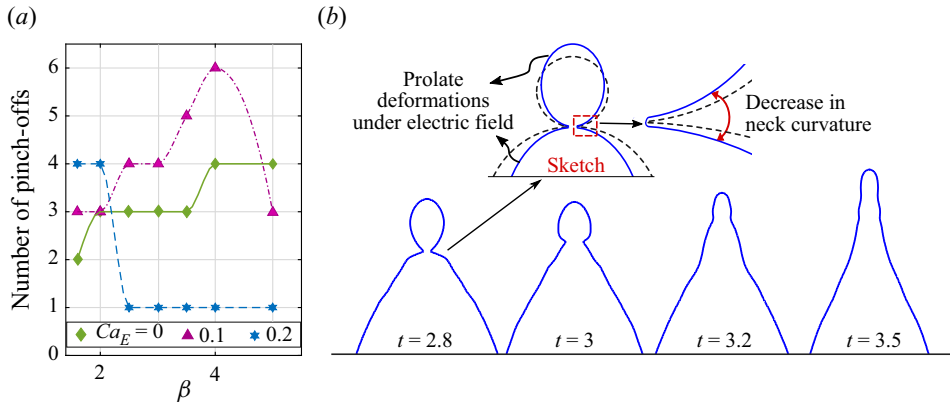 (a)
Number of pinch-offs
6
5
4
3
2
1
0
2
4
β
Ca_E = 0
0.1
0.2
(b)
Prolate
deformations
under electric field
Sketch
Decrease in
neck curvature
t = 2.8
t = 3
t = 3.2
t = 3.5